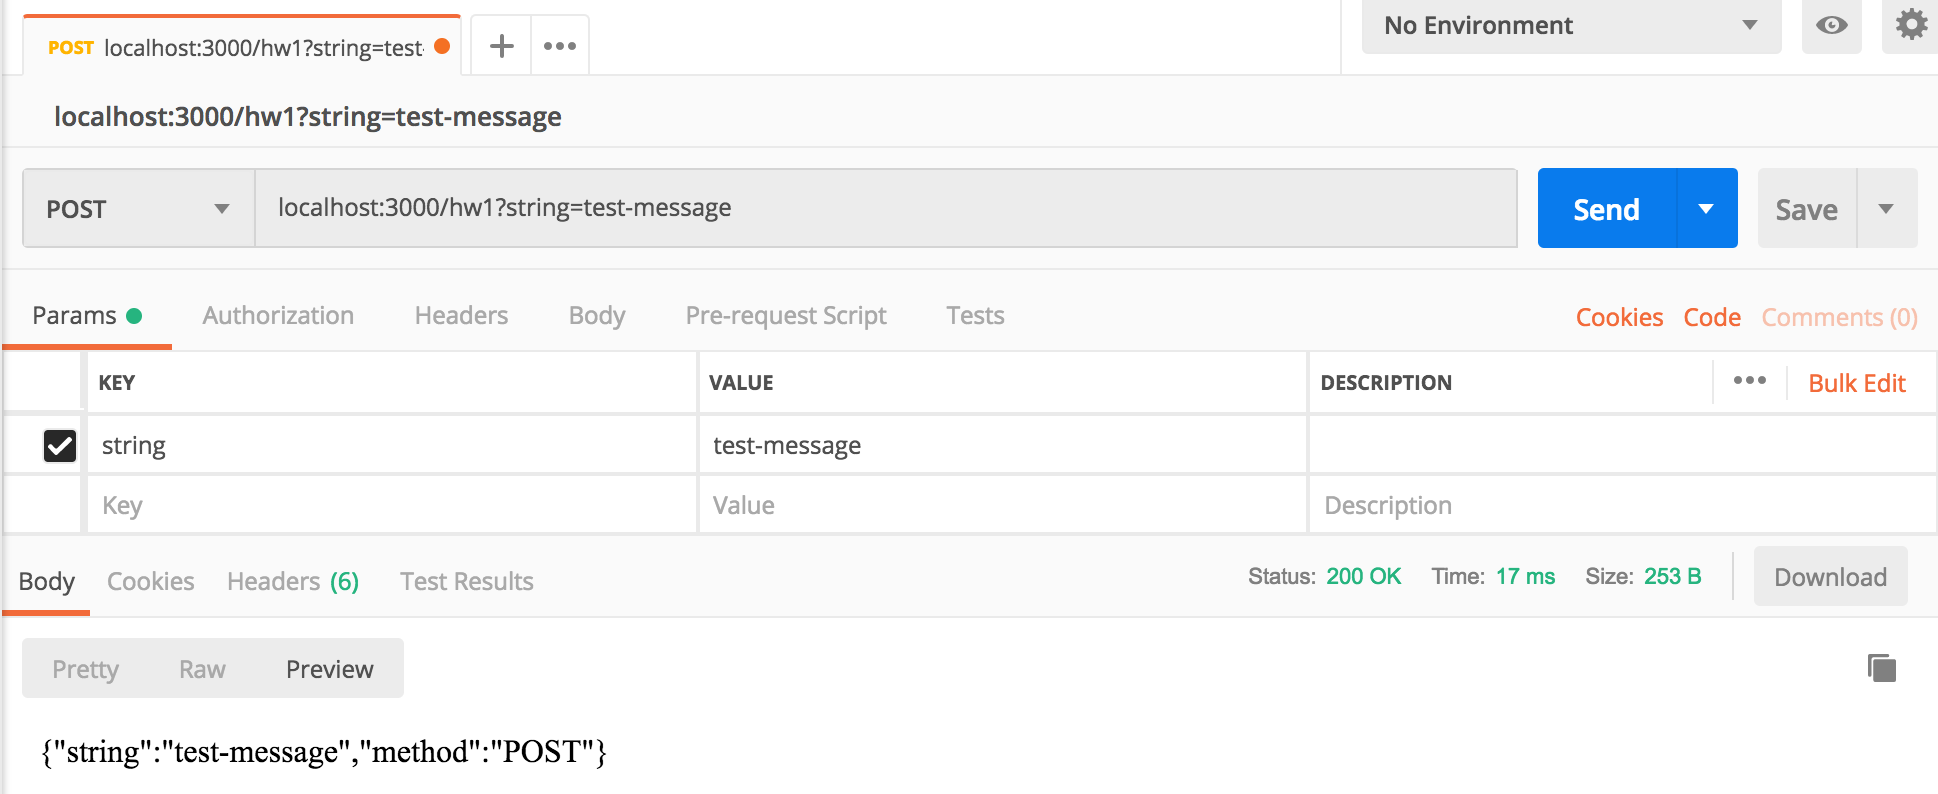 POST localhost:3000/hw1?string=test-
No Environment
localhost:3000/hw1?string=test-message
POST localhost:3000/hw1?string=test-message Send Save
Params Authorization Headers Body Pre-request Script Tests Cookies Code Comments (0)
KEY VALUE DESCRIPTION Bulk Edit
string test-message
Key Value Description
Body Cookies Headers (6) Test Results Status: 200 OK Time: 17 ms Size: 253 B Download
Pretty Raw Preview
{"string":"test-message","method":"POST"}